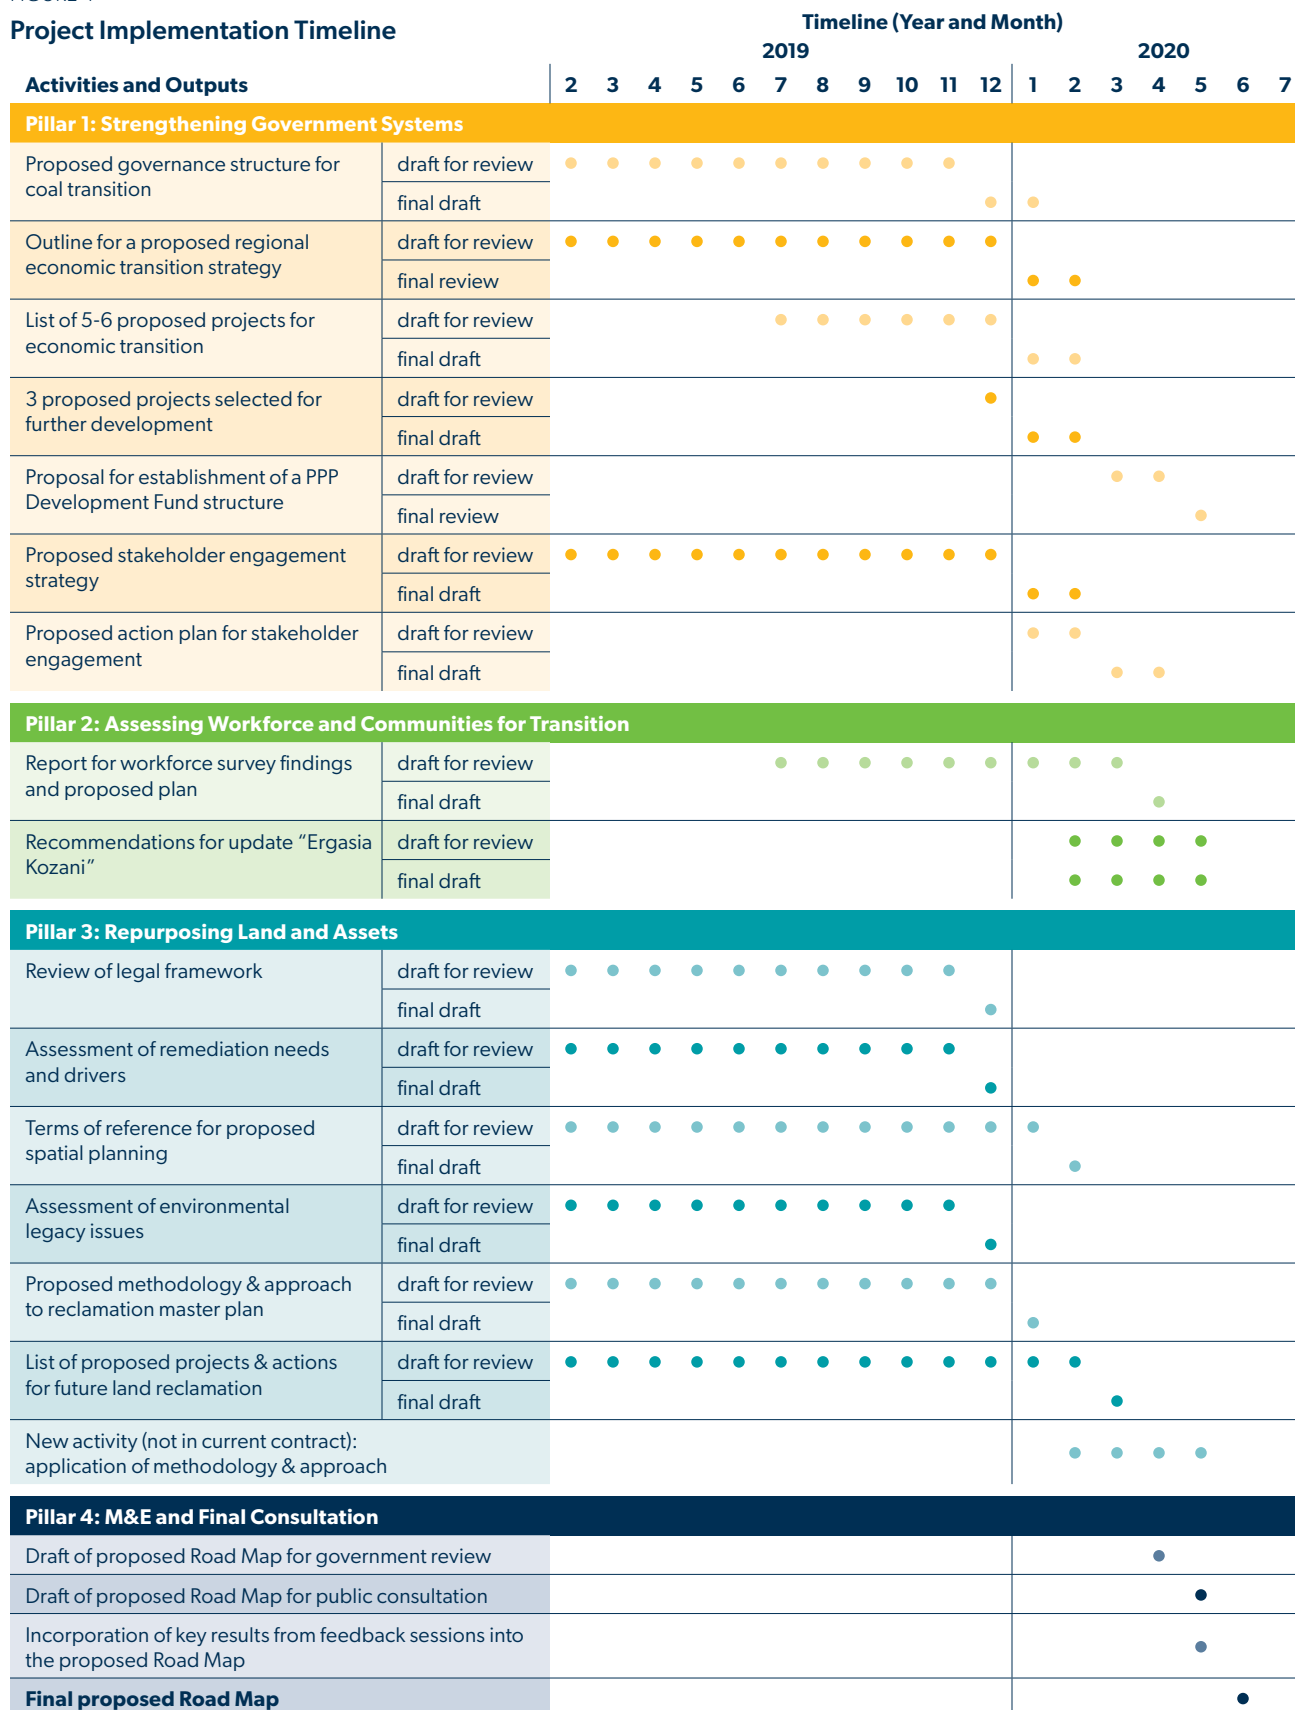 Project Implementation Timeline
Timeline (Year and Month)
2019
2020
Activities and Outputs
2 3 4 5 6 7 8 9 10 11 12 1 2 3 4 5 6 7
Pillar 1: Strengthening Government Systems
Proposed governance structure for
coal transition
draft for review
final draft
Outline for a proposed regional
economic transition strategy
draft for review
final review
List of 5-6 proposed projects for
economic transition
draft for review
final draft
3 proposed projects selected for
further development
draft for review
final draft
Proposal for establishment of a PPP
Development Fund structure
draft for review
final review
Proposed stakeholder engagement
strategy
draft for review
final draft
Proposed action plan for stakeholder
engagement
draft for review
final draft
Pillar 2: Assessing Workforce and Communities for Transition
Report for workforce survey findings
and proposed plan
draft for review
final draft
Recommendations for update “Ergasia
Kozani”
draft for review
final draft
Pillar 3: Repurposing Land and Assets
Review of legal framework
draft for review
final draft
Assessment of remediation needs
and drivers
draft for review
final draft
Terms of reference for proposed
spatial planning
draft for review
final draft
Assessment of environmental
legacy issues
draft for review
final draft
Proposed methodology & approach
to reclamation master plan
draft for review
final draft
List of proposed projects & actions
for future land reclamation
draft for review
final draft
New activity (not in current contract):
application of methodology & approach
Pillar 4: M&E and Final Consultation
Draft of proposed Road Map for government review
Draft of proposed Road Map for public consultation
Incorporation of key results from feedback sessions into
the proposed Road Map
Final proposed Road Map